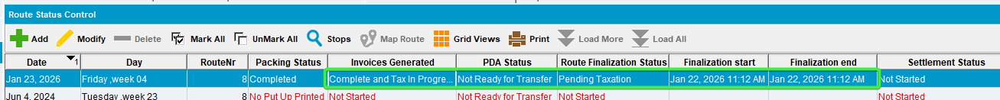 Route Status Control
Add Modify Delete Mark All UnMark All Stops Map Route Grid Views Print Load More Load All
Date 1 Day RouteNr Packing Status Invoices Generated PDA Status Route Finalization Status Finalization start Finalization end Settlement Status
Jan 23, 2026 Friday ,week 04 8 Completed Complete and Tax In Progre... Not Ready for Transfer Pending Taxation Jan 22, 2026 11:12 AM Jan 22, 2026 11:12 AM Not Started
Jun 4, 2024 Tuesday ,week 23 8 No Put Up Printed Not Started Not Ready for Transfer Not Started Not Started